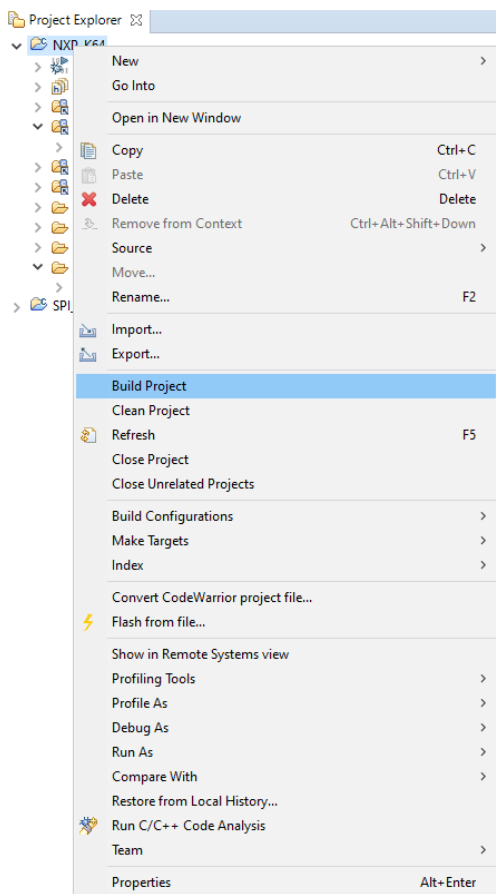 Project Explorer
NXP_K64
New
Go Into
Open in New Window
Copy Ctrl+C
Paste Ctrl+V
Delete Delete
Remove from Context Ctrl+Alt+Shift+Down
Source
Move...
Rename... F2
SPI_
Import...
Export...
Build Project
Clean Project
Refresh F5
Close Project
Close Unrelated Projects
Build Configurations
Make Targets
Index
Convert CodeWarrior project file...
Flash from file...
Show in Remote Systems view
Profiling Tools
Profile As
Debug As
Run As
Compare With
Restore from Local History...
Run C/C++ Code Analysis
Team
Properties Alt+Enter